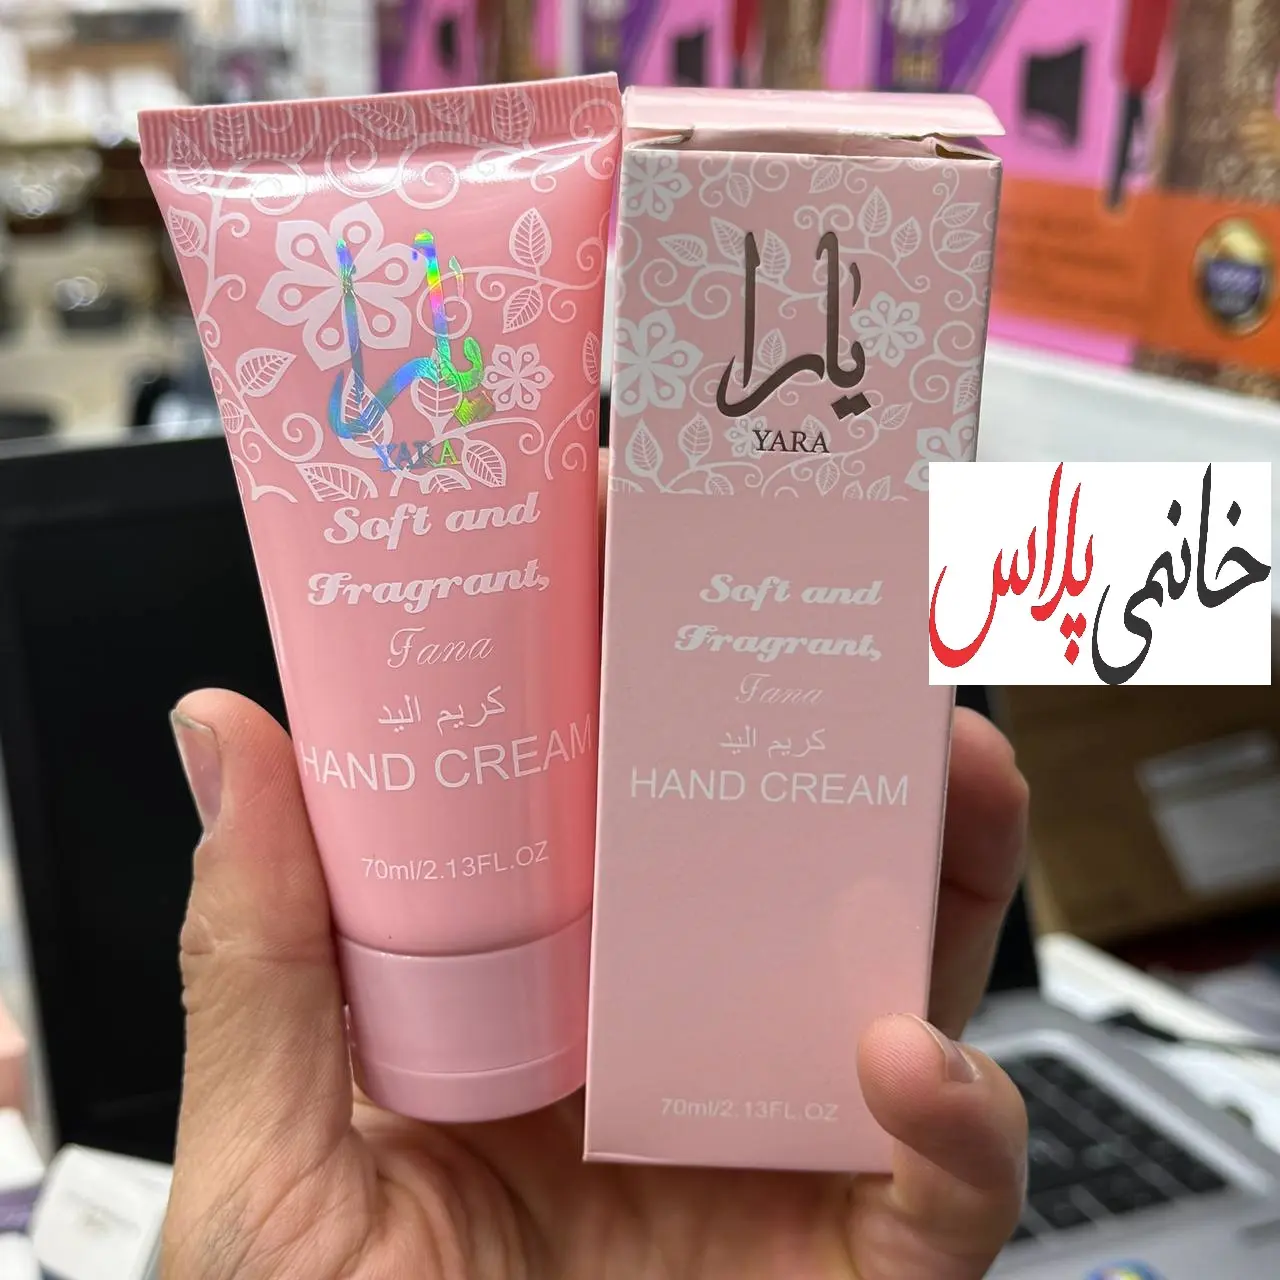 يارا
YARA
Soft and
Fragrant,
Fana
كريم اليد
HAND CREAM
70ml/2.13FL.OZ
يارا
YARA
Soft and
Fragrant,
Fana
كريم اليد
HAND CREAM
70ml/2.13FL.OZ
خانمی پلاس